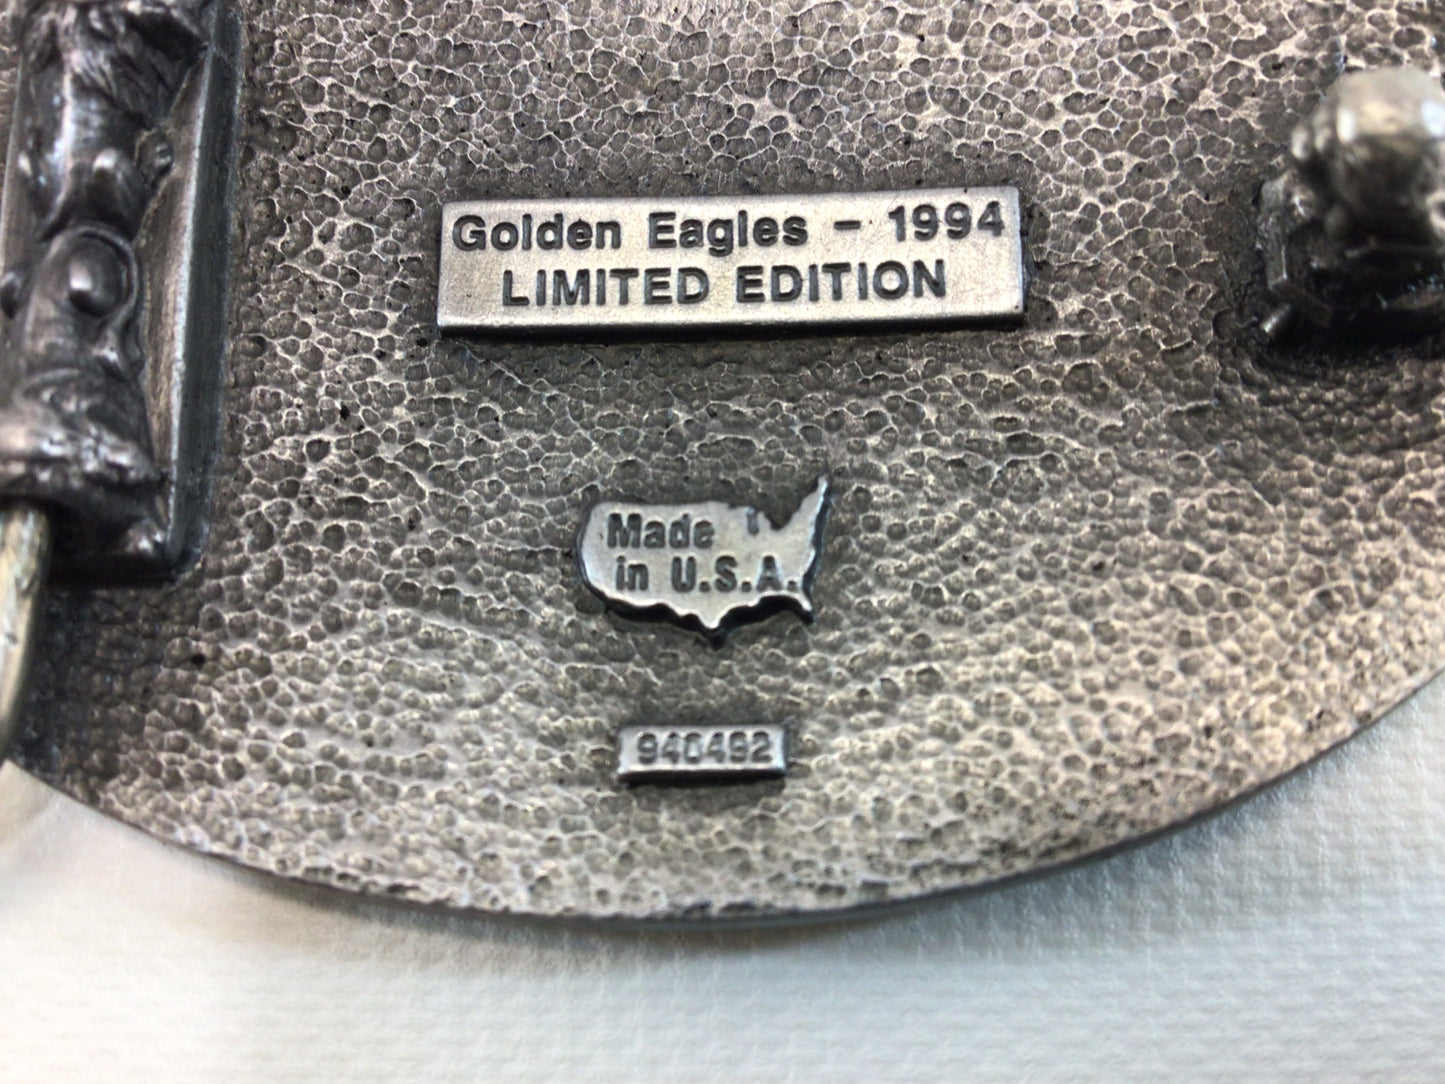 Golden Eagles - 1994
LIMITED EDITION
Made
in U.S.A.
940492